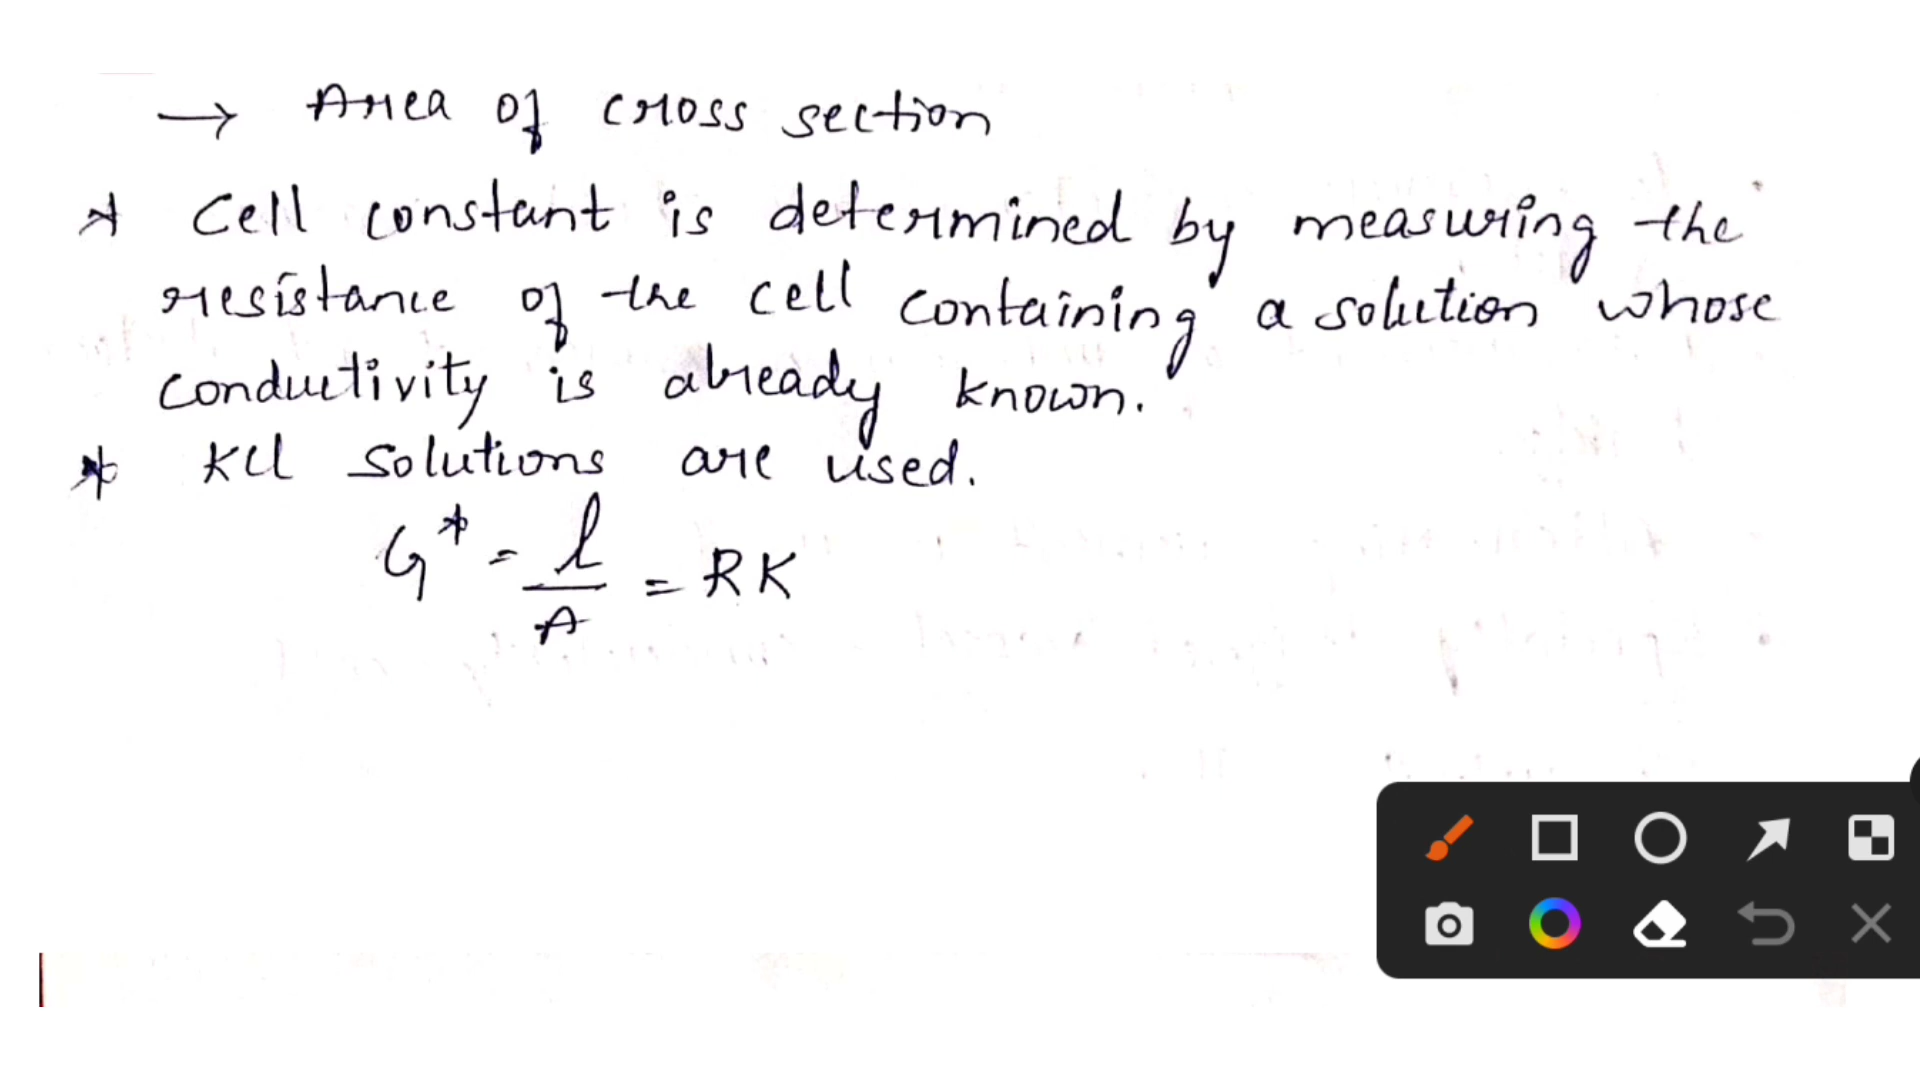 → Area of cross section
* Cell constant is determined by measuring the
resistance of the cell containing a solution whose
conductivity is already known.
* KCl solutions are used.
G* = l/A = RK